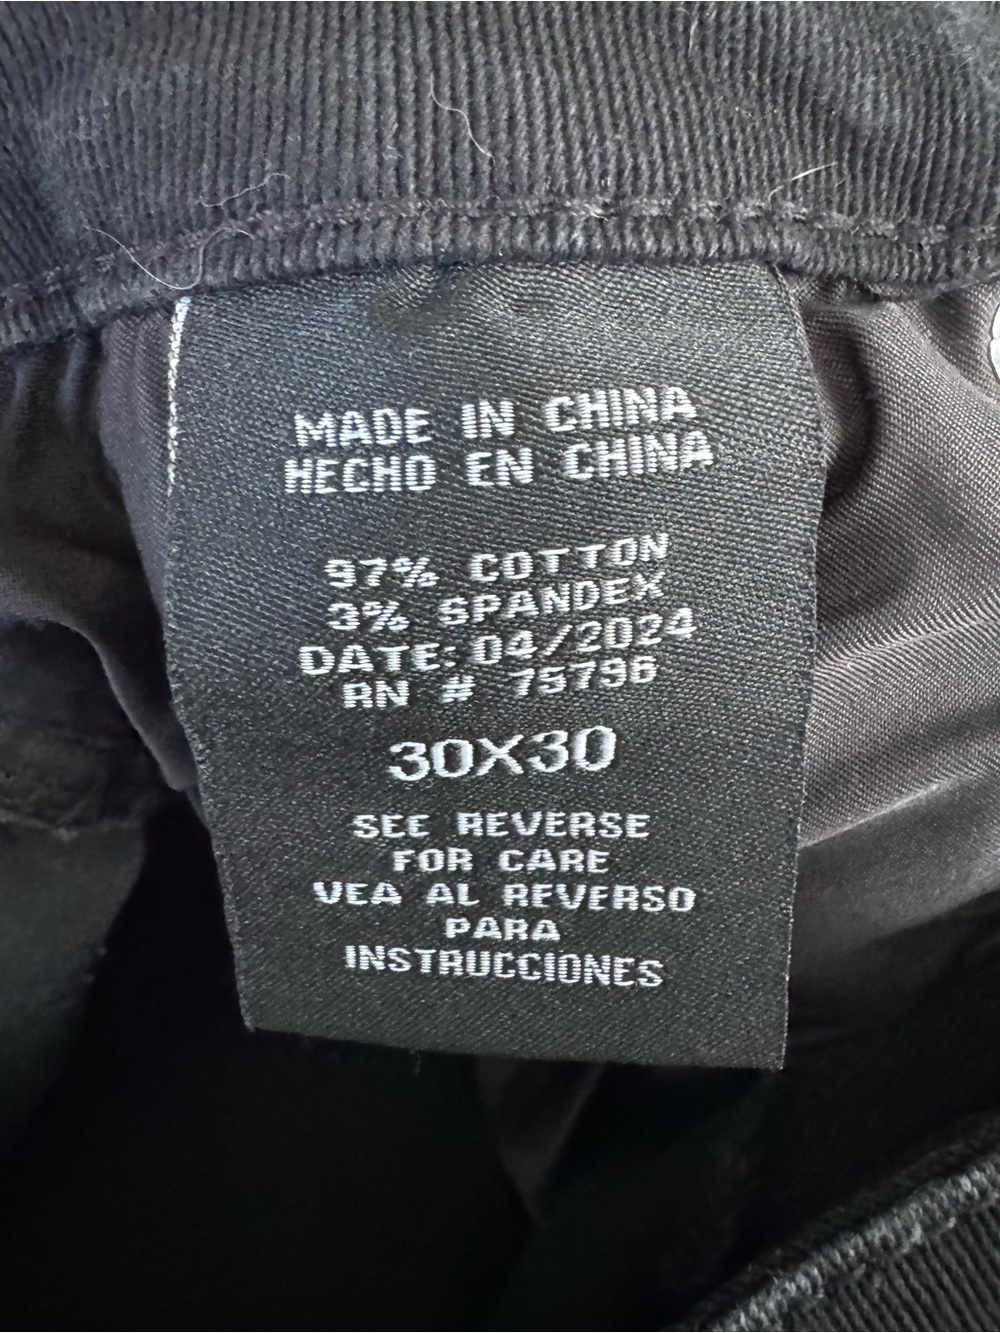 MADE IN CHINA
HECHO EN CHINA
97% COTTON
3% SPANDEX
DATE: 04/2024
RN # 75796
30X30
SEE REVERSE
FOR CARE
VEA AL REVERSO
PARA
INSTRUCCIONES